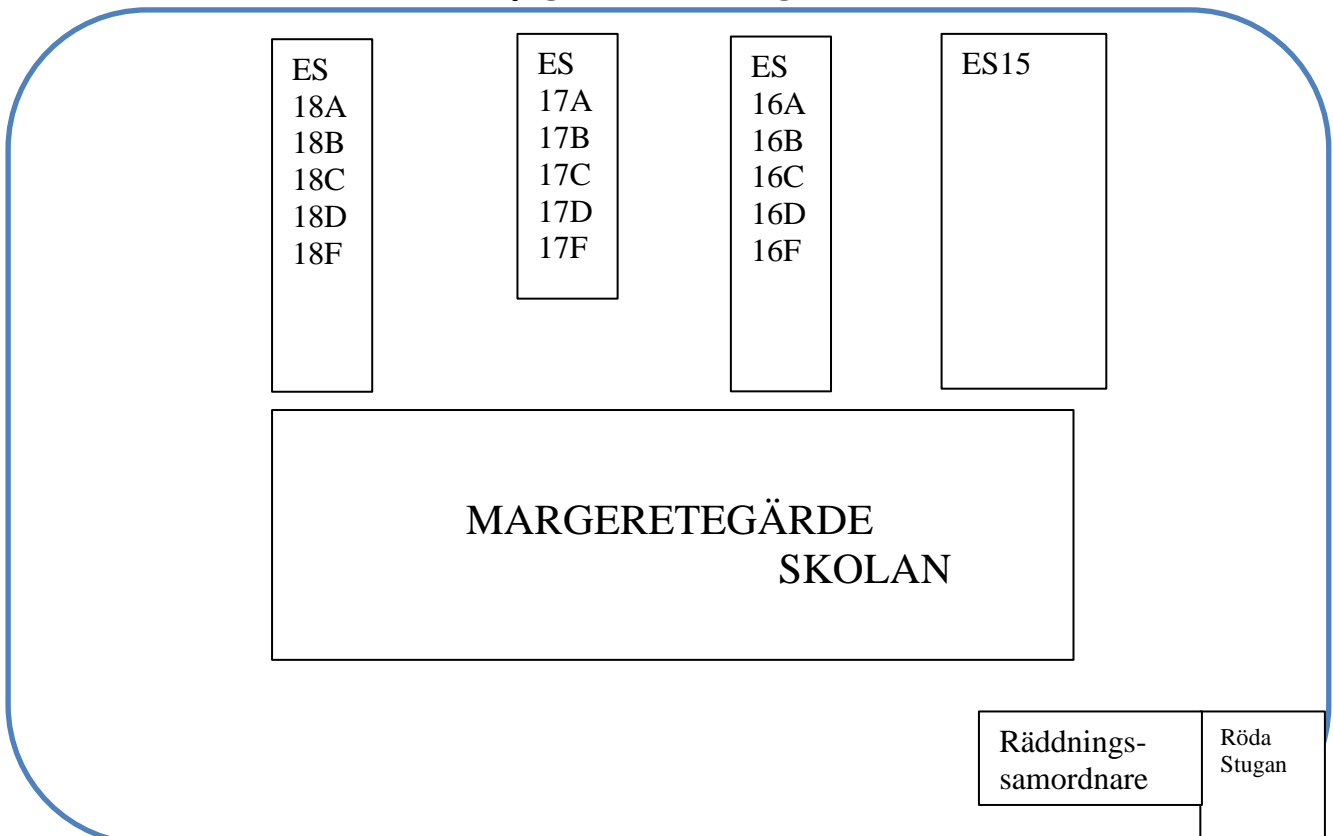 ES
18A
18B
18C
18D
18F
ES
17A
17B
17C
17D
17F
ES
16A
16B
16C
16D
16F
ES15
MARGERETEGÄRDE
SKOLAN
Räddnings-
samordnare
Röda
Stugan